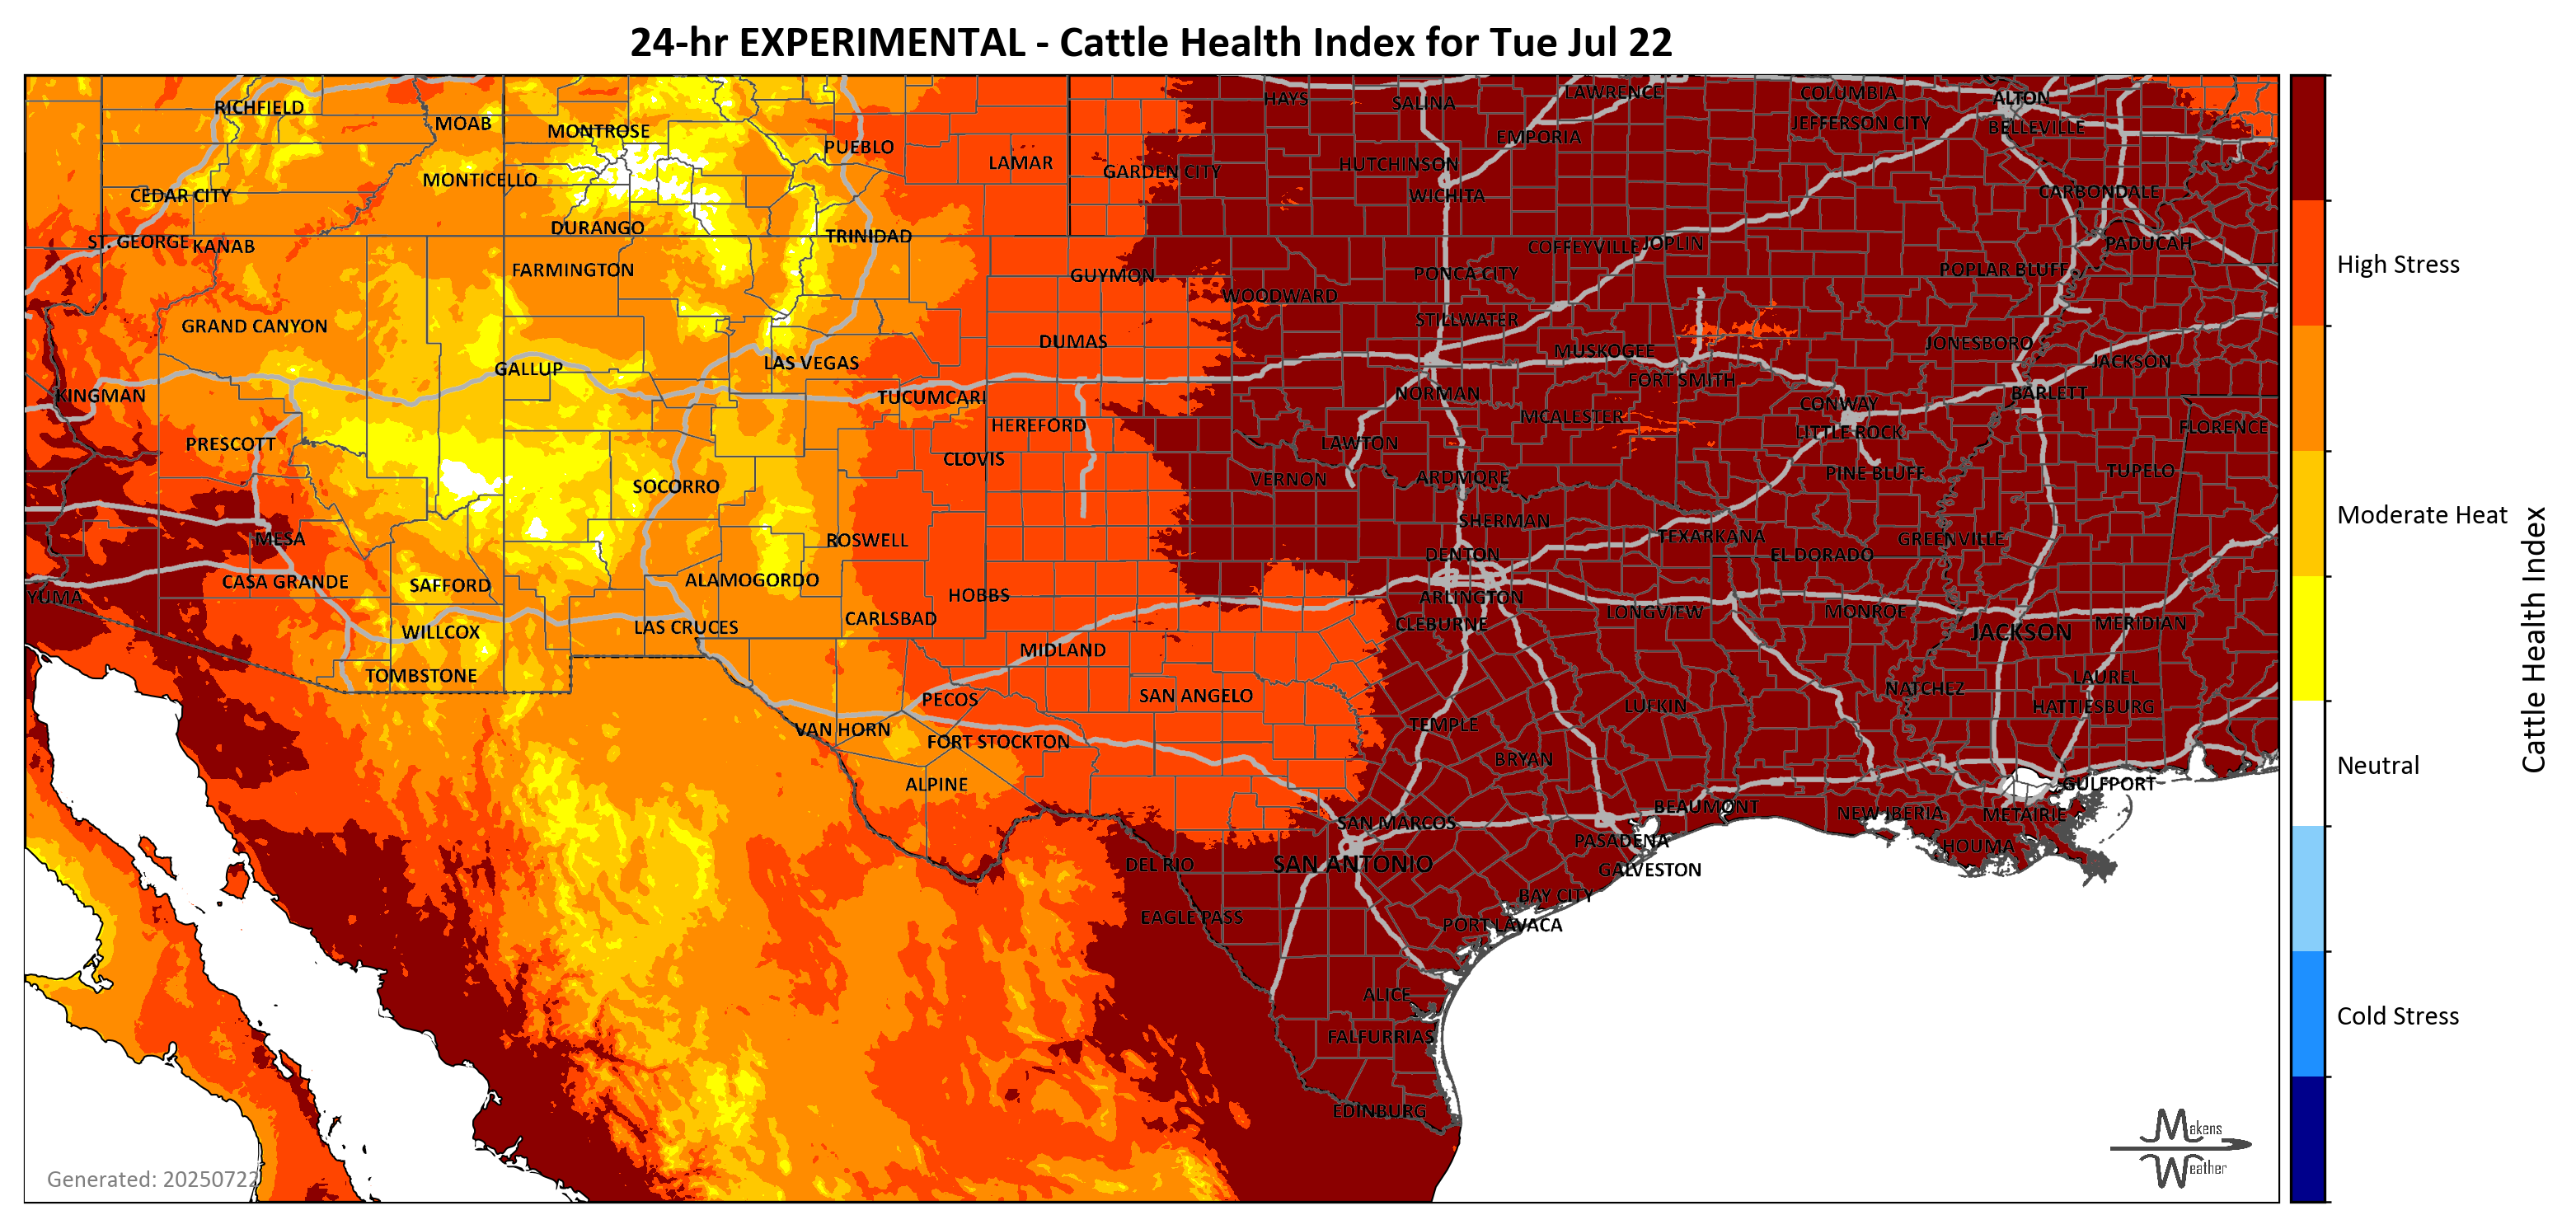 24-hr EXPERIMENTAL - Cattle Health Index for Tue Jul 22
RICHFIELD
MOAB
MONTROSE
PUEBLO
LAMAR
GARDEN CITY
HAYS
SALINA
LAWRENCE
EMPORIA
COLUMBIA
JEFFERSON CITY
ALTON
BELLEVILLE
CEDAR CITY
MONTICELLO
HUTCHINSON
WICHITA
CARBONDALE
ST. GEORGE
KANAB
DURANGO
TRINIDAD
COFFEYVILLE
JOPLIN
PADUCAH
High Stress
FARMINGTON
GUYMON
WOODWARD
PONCA CITY
POPLAR BLUFF
GRAND CANYON
DUMAS
STILLWATER
MUSKOGEE
JONESBORO
JACKSON
GALLUP
LAS VEGAS
FORT SMITH
KINGMAN
TUCUMCARI
NORMAN
CONWAY
BARLETT
PRESCOTT
HEREFORD
MCALESTER
LITTLE ROCK
FLORENCE
CLOVIS
LAWTON
SOCORRO
VERNON
ARDMORE
PINE BLUFF
TUPELO
Moderate Heat
MESA
ROSWELL
SHERMAN
TEXARKANA
GREENVILLE
DENTON
EL DORADO
CASA GRANDE
SAFFORD
ALAMOGORDO
HOBBS
ARLINGTON
YUMA
CARLSBAD
CLEBURNE
LONGVIEW
MONROE
WILLCOX
LAS CRUCES
JACKSON
MERIDIAN
Cattle Health Index
TOMBSTONE
MIDLAND
LAUREL
PECOS
SAN ANGELO
NATCHEZ
HATTIESBURG
LUFKIN
VAN HORN
TEMPLE
FORT STOCKTON
BRYAN
Neutral
ALPINE
GULFPORT
BEAUMONT
NEW IBERIA
METAIRIE
SAN MARCOS
PASADENA
HOUMA
DEL RIO
SAN ANTONIO
GALVESTON
BAY CITY
EAGLE PASS
PORT LAVACA
ALICE
Cold Stress
FALFURRIAS
EDINBURG
Makens
Weather
Generated: 20250722